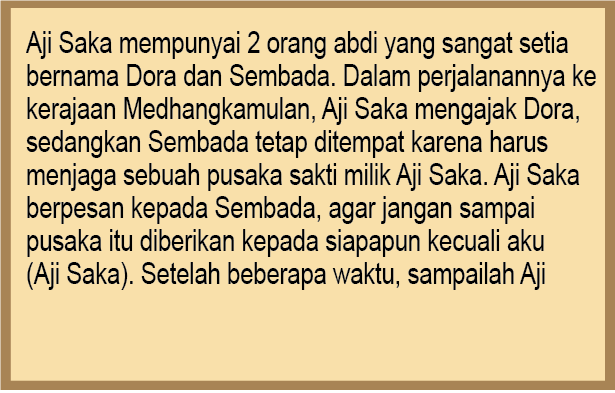 Aji Saka mempunyai 2 orang abdi yang sangat setia
bernama Dora dan Sembada. Dalam perjalanannya ke
kerajaan Medhangkamulan, Aji Saka mengajak Dora,
sedangkan Sembada tetap ditempat karena harus
menjaga sebuah pusaka sakti milik Aji Saka. Aji Saka
berpesan kepada Sembada, agar jangan sampai
pusaka itu diberikan kepada siapapun kecuali aku
(Aji Saka). Setelah beberapa waktu, sampailah Aji